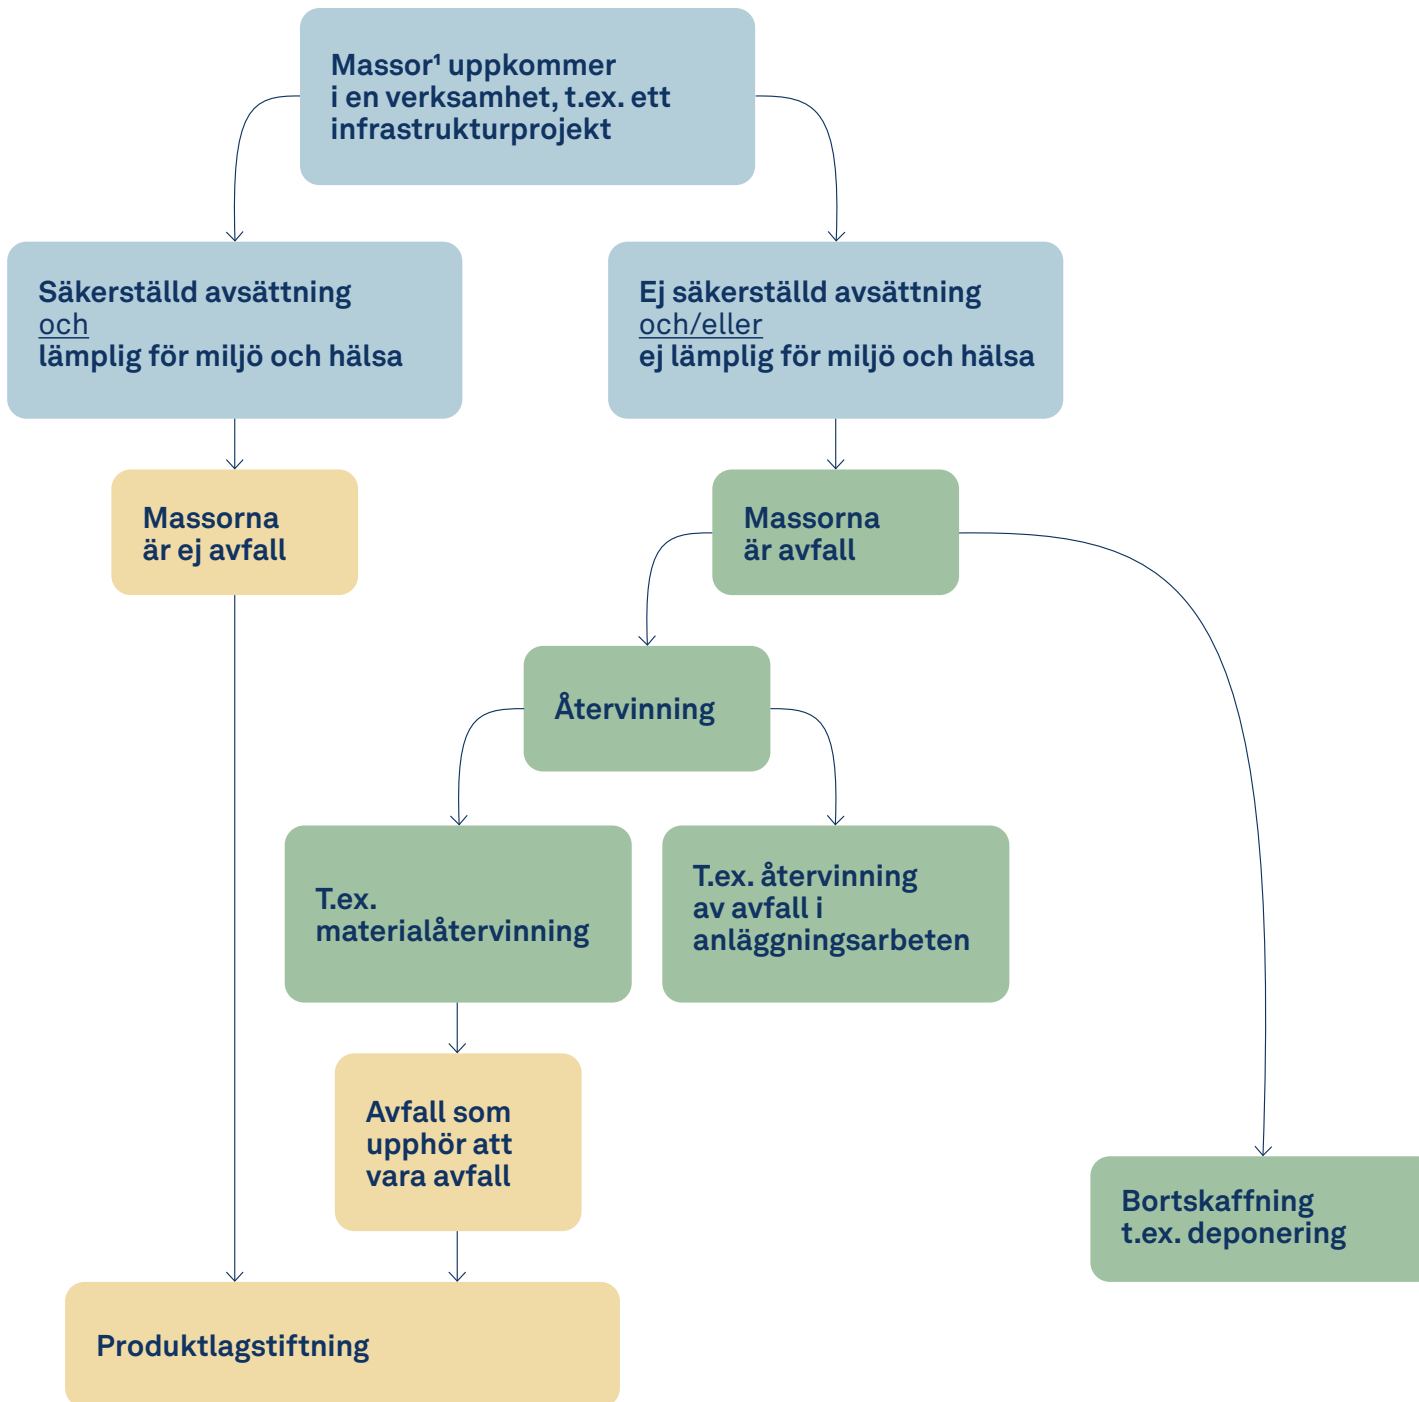 Massor¹ uppkommer
i en verksamhet, t.ex. ett
infrastrukturprojekt
Säkerställd avsättning
och
lämplig för miljö och hälsa
Ej säkerställd avsättning
och/eller
ej lämplig för miljö och hälsa
Massorna
är ej avfall
Massorna
är avfall
Återvinning
T.ex.
materialåtervinning
T.ex. återvinning
av avfall i
anläggningsarbeten
Avfall som
upphör att
vara avfall
Bortskaffning
t.ex. deponering
Produktlagstiftning